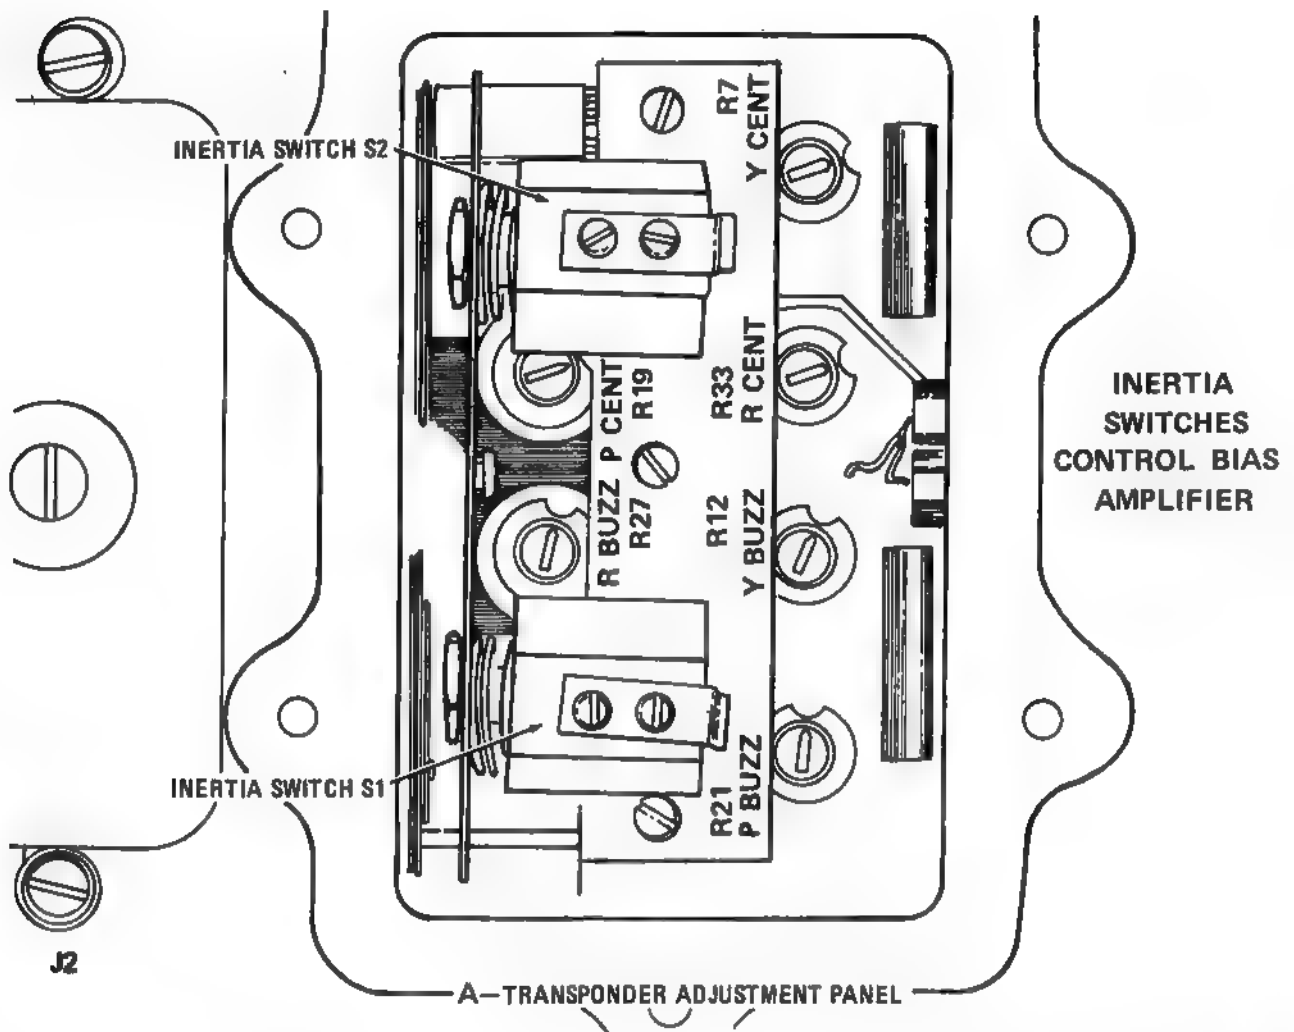 INERTIA SWITCH S2
R7
Y CENT
P CENT
R19
R33
R CENT
INERTIA
SWITCHES
CONTROL BIAS
AMPLIFIER
R BUZZ
R27
R12
Y BUZZ
INERTIA SWITCH S1
R21
P BUZZ
J2
A—TRANSPONDER ADJUSTMENT PANEL